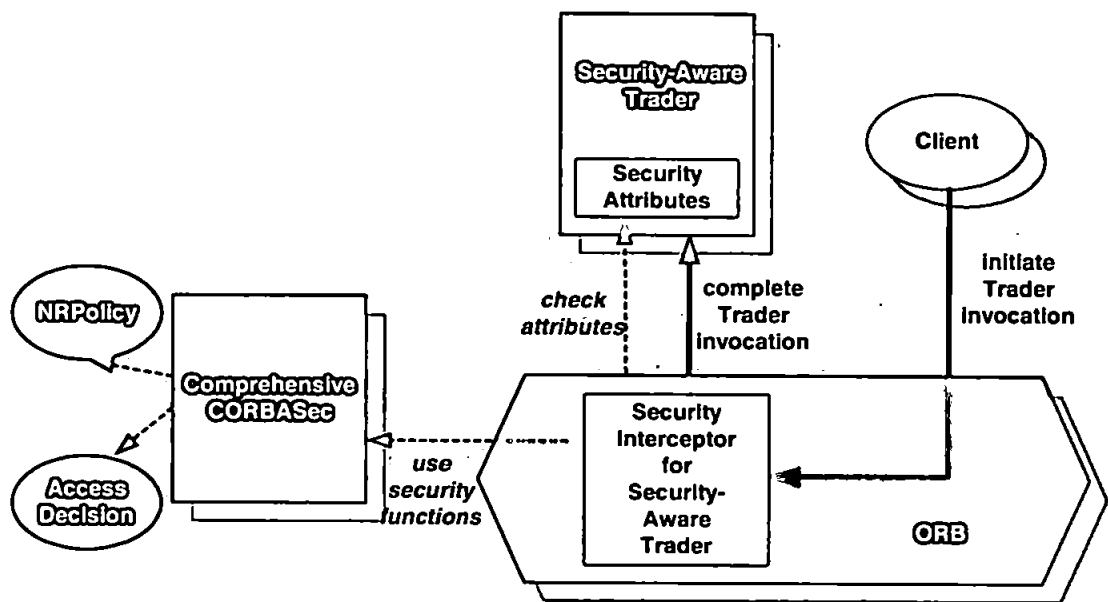 Security-Aware
Trader
Security
Attributes
Client
check
attributes
complete
Trader
invocation
initiate
Trader
invocation
NRPolicy
Comprehensive
CORBASec
Access
Decision
use
security
functions
Security
Interceptor
for
Security-
Aware
Trader
ORB